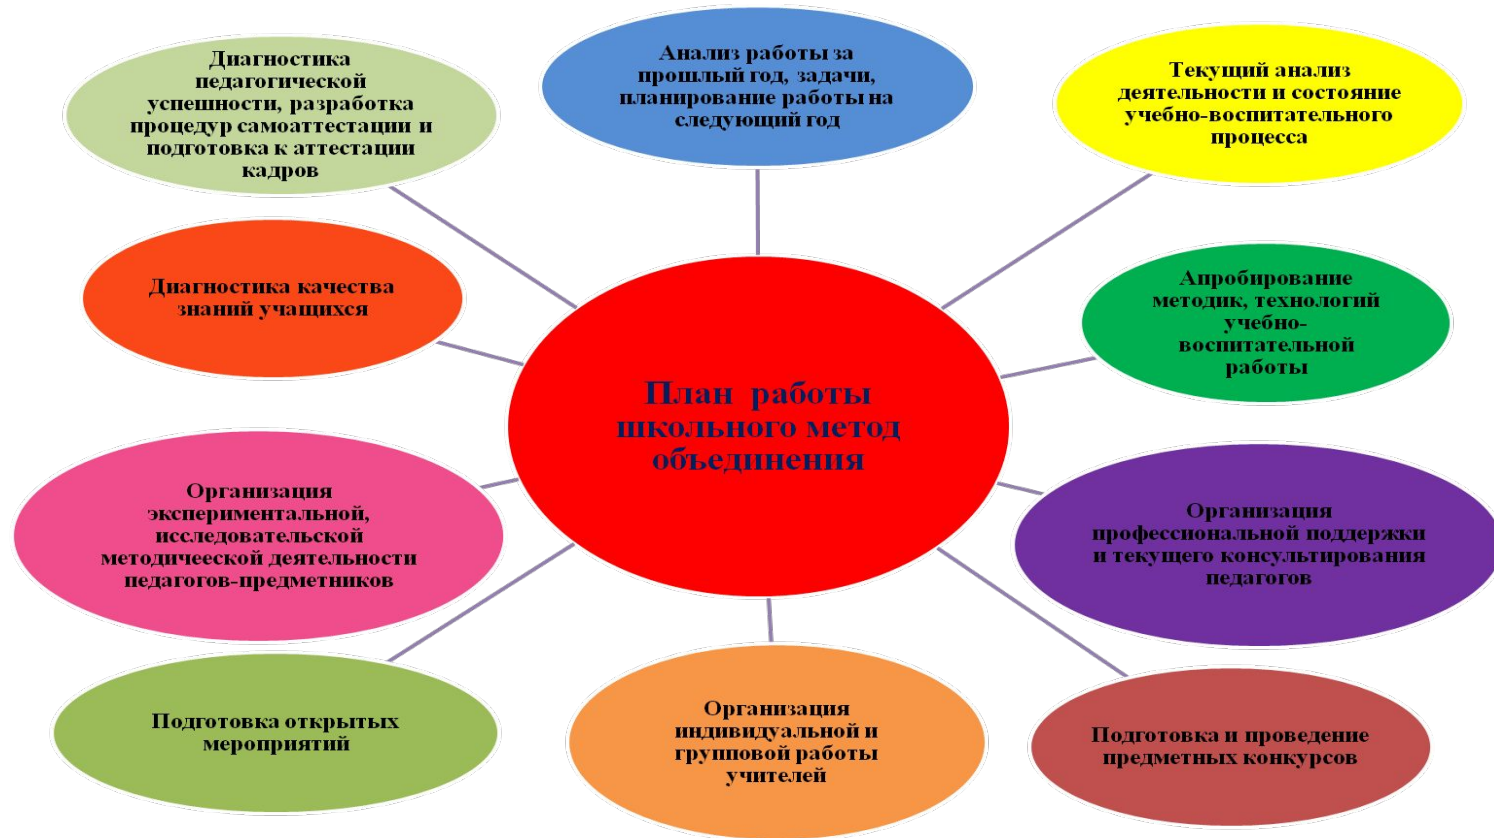 Диагностика
педагогической
успешности, разработка
процедур самоаттестации и
подготовка к аттестации
кадров
Анализ работы за
прошлый год, задачи,
планирование работы на
следующий год
Текущий анализ
деятельности и состояние
учебно-воспитательного
процесса
Диагностика качества
знаний учащихся
Апробирование
методик, технологий
учебно-
воспитательной
работы
План работы
школьного метод
объединения
Организация
экспериментальной,
исследовательской
методичееской деятельности
педагогов-предметников
Организация
профессиональной поддержки
и текущего консультирования
педагогов
Подготовка открытых
мероприятий
Организация
индивидуальной и
групповой работы
учителей
Подготовка и проведение
предметных конкурсов